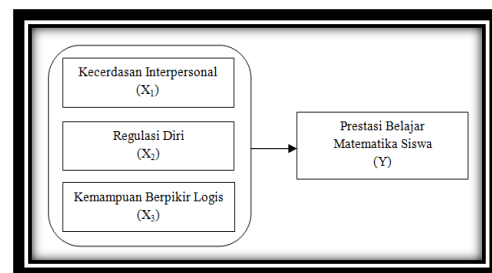 Kecerdasan Interpersonal
(X₁)
Regulasi Diri
(X₂)
Kemampuan Berpikir Logis
(X₃)
Prestasi Belajar
Matematika Siswa
(Y)